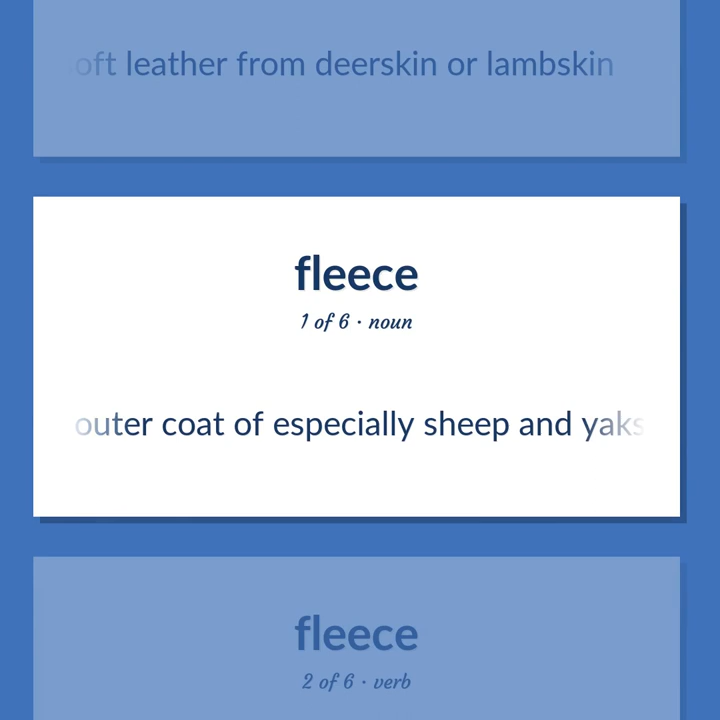 soft leather from deerskin or lambskin
fleece
1 of 6 · noun
outer coat of especially sheep and yaks
fleece
2 of 6 · verb